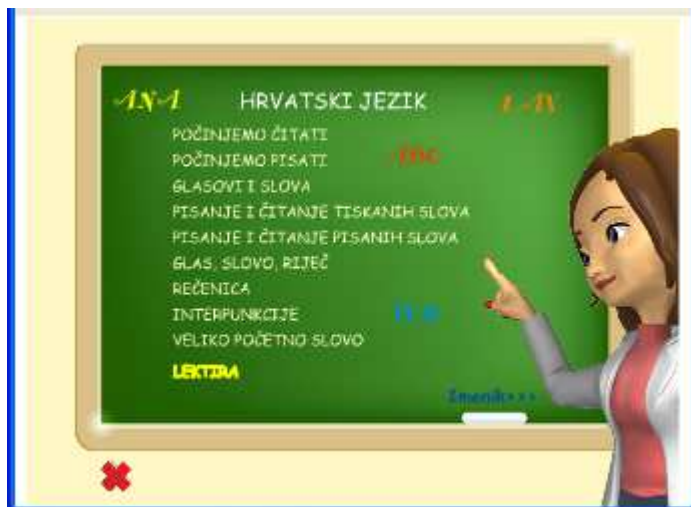 ANA HRVATSKI JEZIK
POČINJEMO ČITATI
POČINJEMO PISATI
GLASOVI I SLOVA
PISANJE I ČITANJE TISKANIH SLOVA
PISANJE I ČITANJE PISANIH SLOVA
GLAS, SLOVO, RIJEČ
REČENICA
INTERPUNKCIJE
VELIKO POČETNO SLOVO
LEKTIRA
Imenik>>>